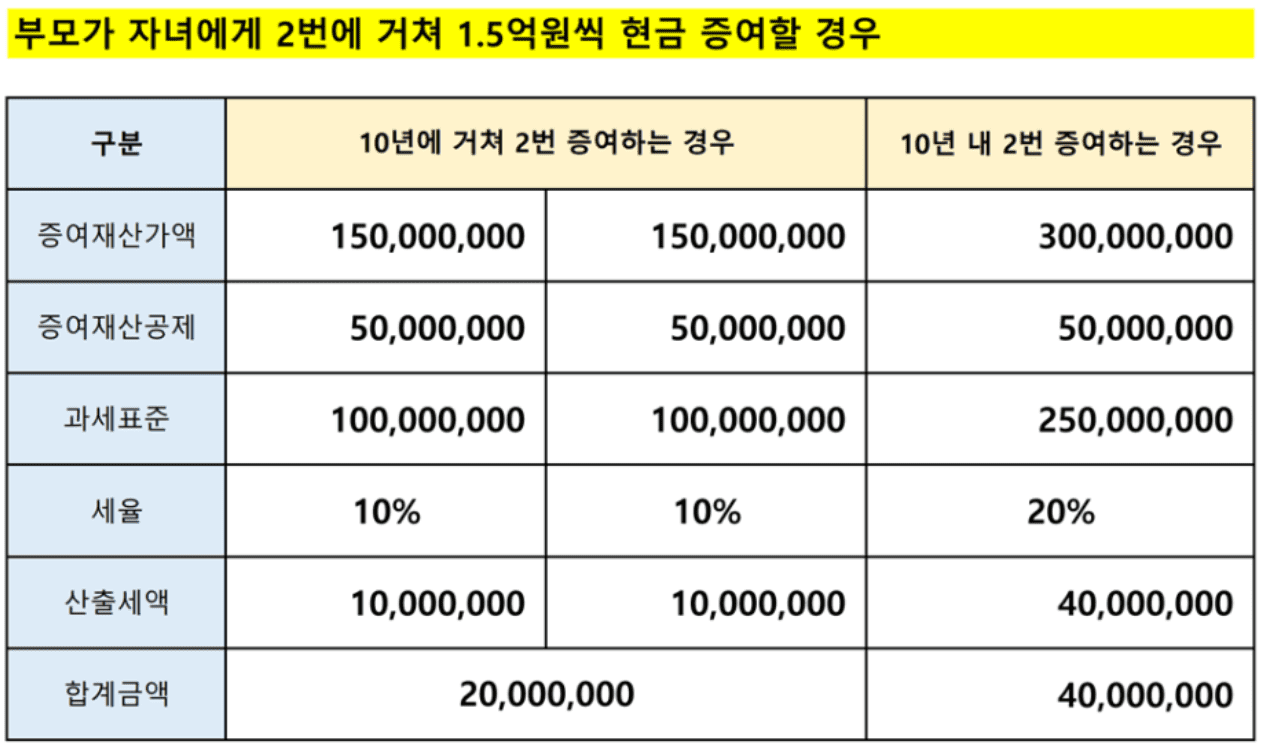 부모가 자녀에게 2번에 거쳐 1.5억원씩 현금 증여할 경우
구분 10년에 거쳐 2번 증여하는 경우 10년 내 2번 증여하는 경우
증여재산가액 150,000,000 150,000,000 300,000,000
증여재산공제 50,000,000 50,000,000 50,000,000
과세표준 100,000,000 100,000,000 250,000,000
세율 10% 10% 20%
산출세액 10,000,000 10,000,000 40,000,000
합계금액 20,000,000 40,000,000